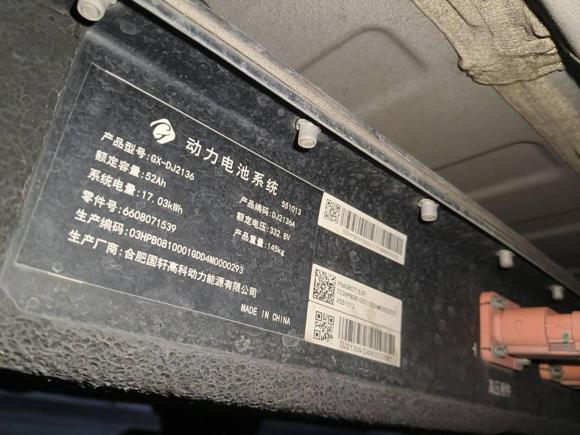 动力电池系统 551013
产品型号：GX-DJ2136 产品编码：DJ2136A
额定容量：52Ah 额定电压：332.8V
系统电量：17.03kWh 产品重量：145kg
零件号：6608071539
生产编码：03HPB0810001GDD4M0000293
生产厂商：合肥国轩高科动力能源有限公司
MADE IN CHINA